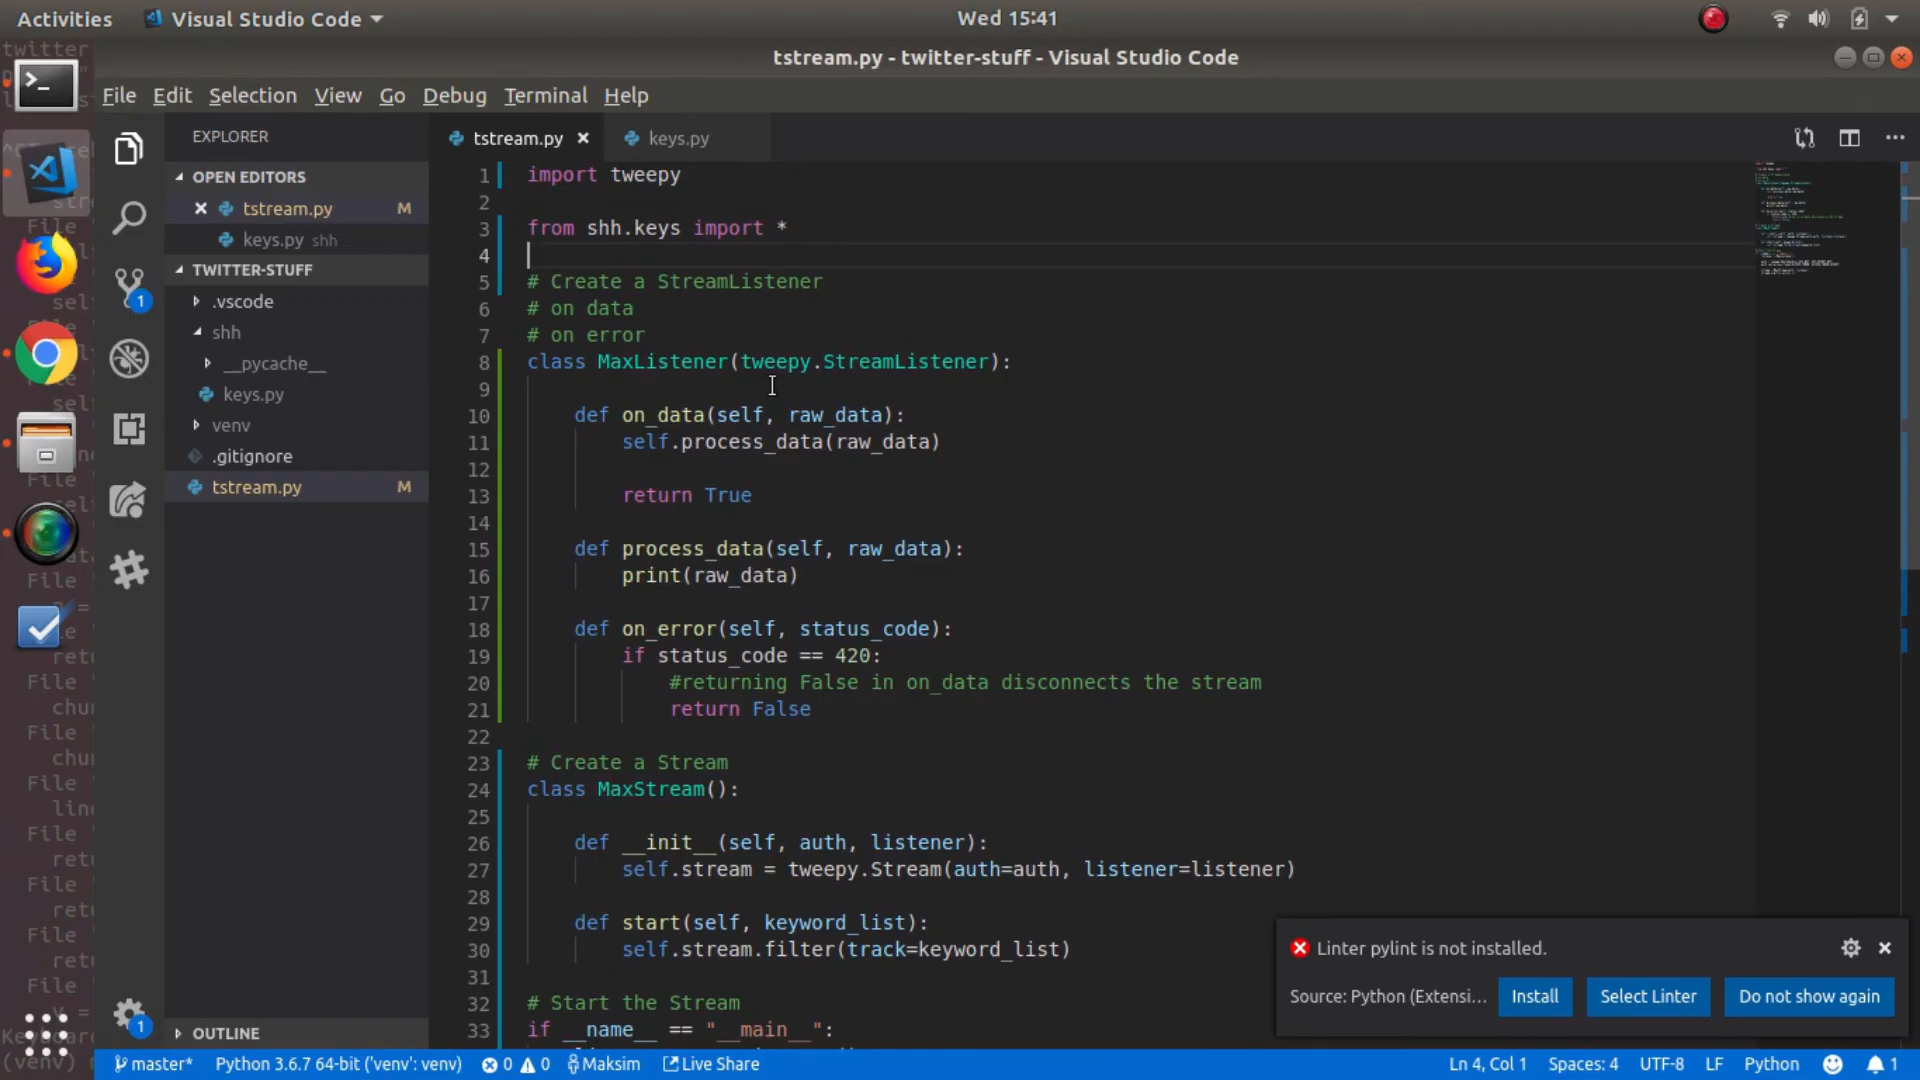 Activities
Visual Studio Code
Wed 15:41
tstream.py - twitter-stuff - Visual Studio Code
File Edit Selection View Go Debug Terminal Help
EXPLORER
OPEN EDITORS
tstream.py M
keys.py shh
TWITTER-STUFF
.vscode
shh
__pycache__
keys.py
venv
.gitignore
tstream.py M
OUTLINE
tstream.py
keys.py
1 import tweepy
2
3 from shh.keys import *
4
5 # Create a StreamListener
6 # on data
7 # on error
8 class MaxListener(tweepy.StreamListener):
9
10 def on_data(self, raw_data):
11 self.process_data(raw_data)
12
13 return True
14
15 def process_data(self, raw_data):
16 print(raw_data)
17
18 def on_error(self, status_code):
19 if status_code == 420:
20 #returning False in on_data disconnects the stream
21 return False
22
23 # Create a Stream
24 class MaxStream():
25
26 def __init__(self, auth, listener):
27 self.stream = tweepy.Stream(auth=auth, listener=listener)
28
29 def start(self, keyword_list):
30 self.stream.filter(track=keyword_list)
31
32 # Start the Stream
33 if __name__ == "__main__":
Linter pylint is not installed.
Source: Python (Extensi...
Install
Select Linter
Do not show again
1
1
master*
Python 3.6.7 64-bit ('venv': venv)
0 0
Maksim
Live Share
Ln 4, Col 1
Spaces: 4
UTF-8
LF
Python
1